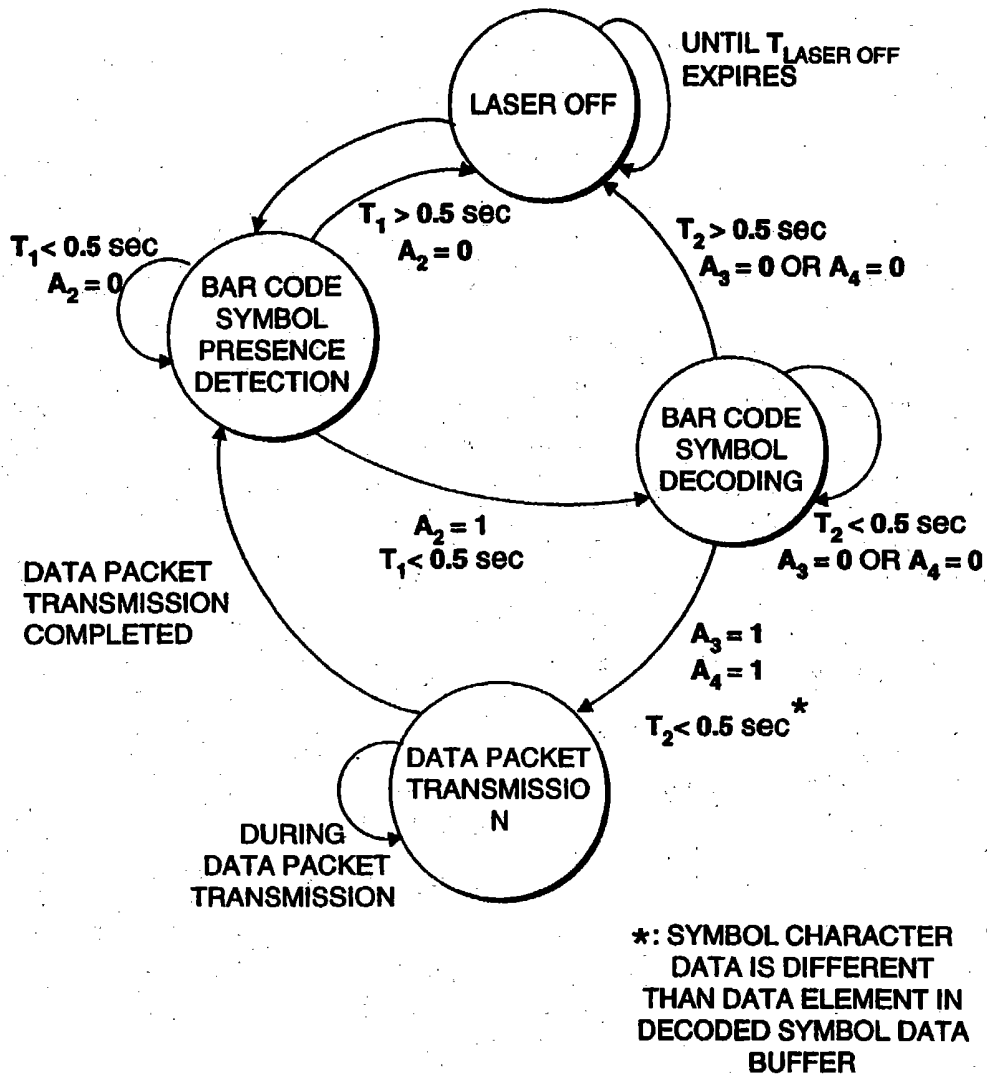 UNTIL T LASER OFF
EXPIRES
LASER OFF
T1 > 0.5 sec
A2 = 0
T2 > 0.5 sec
A3 = 0 OR A4 = 0
T1 < 0.5 sec
A2 = 0
BAR CODE
SYMBOL
PRESENCE
DETECTION
BAR CODE
SYMBOL
DECODING
A2 = 1
T1 < 0.5 sec
T2 < 0.5 sec
A3 = 0 OR A4 = 0
DATA PACKET
TRANSMISSION
COMPLETED
A3 = 1
A4 = 1
T2 < 0.5 sec*
DATA PACKET
TRANSMISSIO
N
DURING
DATA PACKET
TRANSMISSION
*: SYMBOL CHARACTER
DATA IS DIFFERENT
THAN DATA ELEMENT IN
DECODED SYMBOL DATA
BUFFER